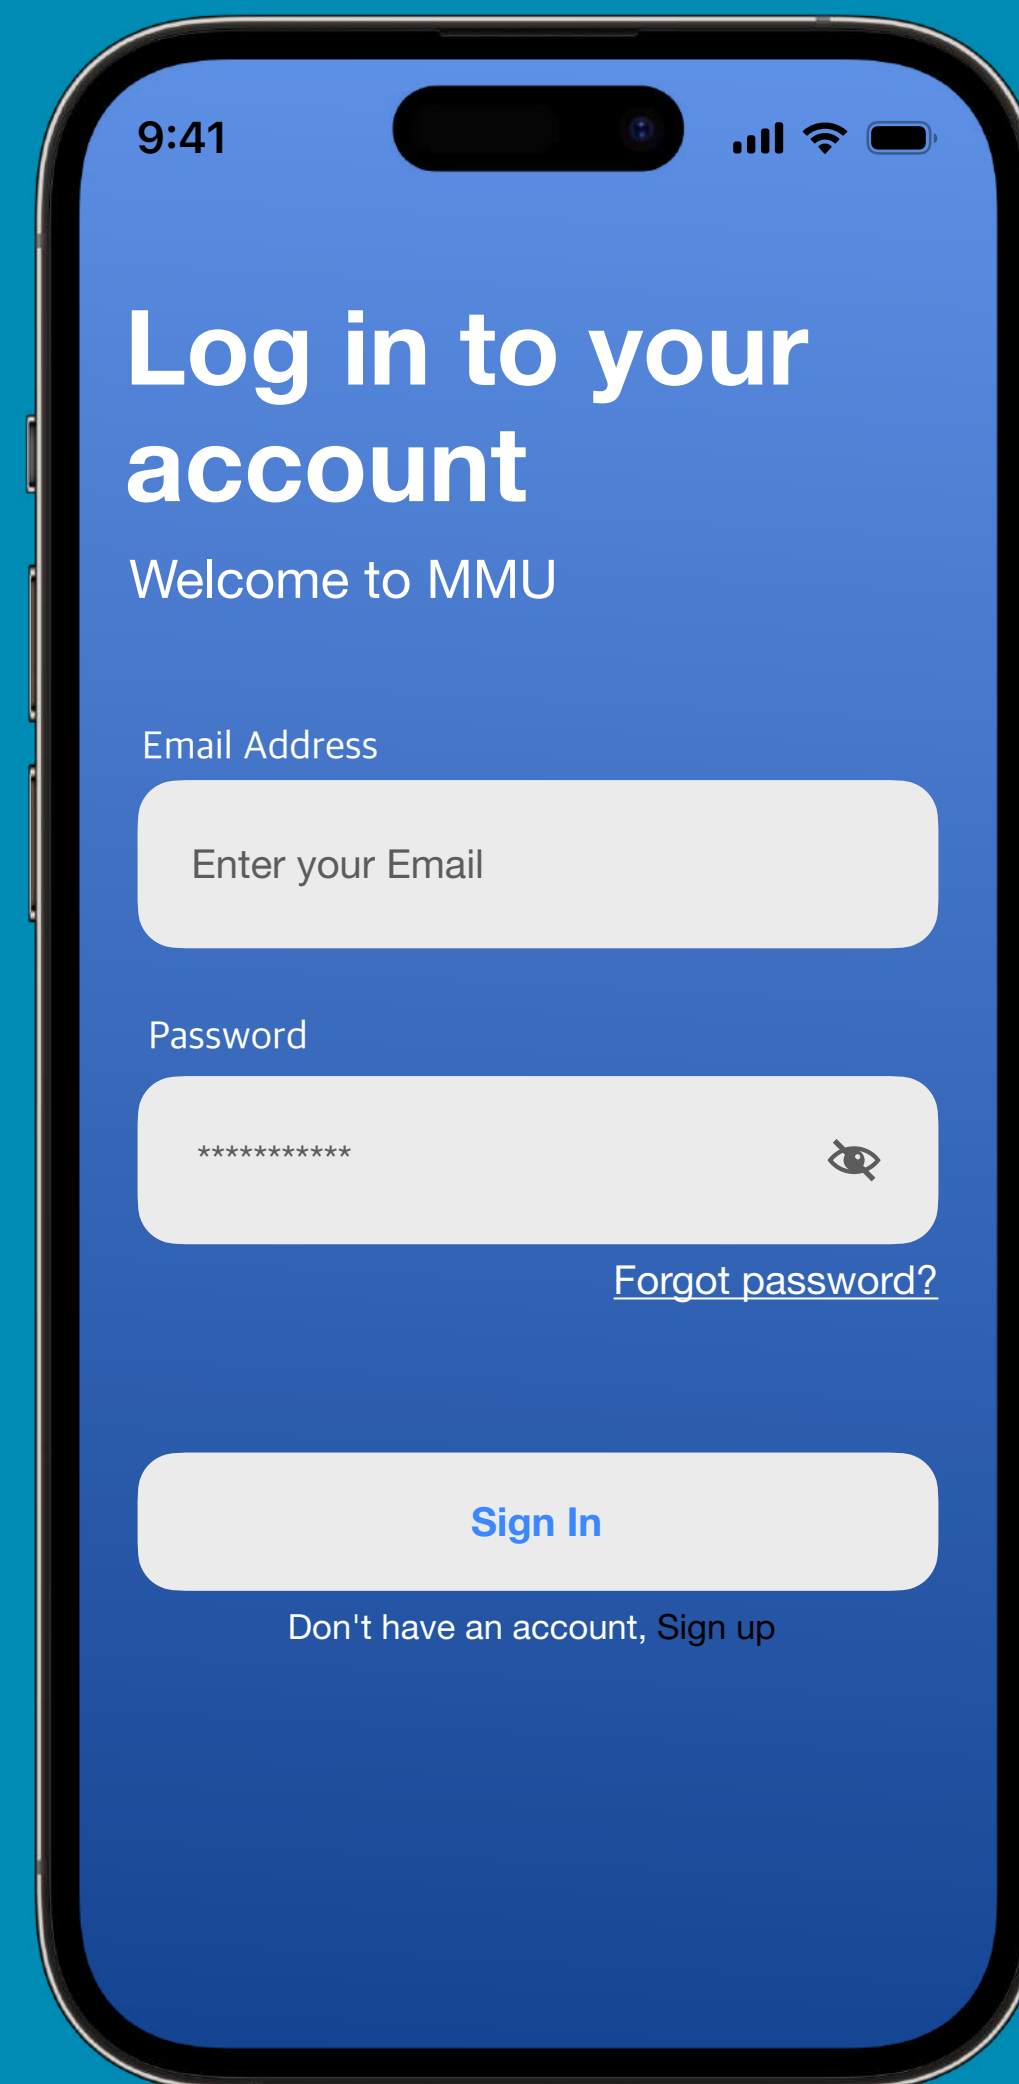 9:41
Log in to your
account
Welcome to MMU
Email Address
Enter your Email
Password
***********
Forgot password?
Sign In
Don't have an account, Sign up